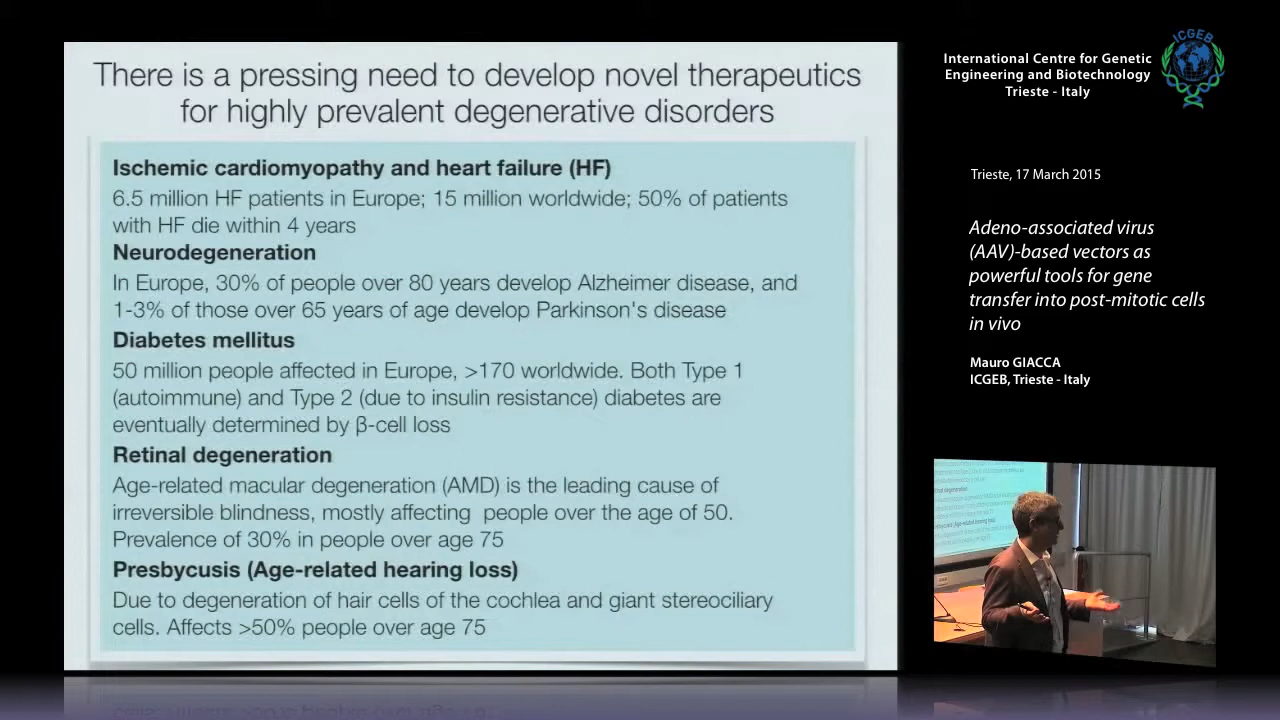 There is a pressing need to develop novel therapeutics
for highly prevalent degenerative disorders
Ischemic cardiomyopathy and heart failure (HF)
6.5 million HF patients in Europe; 15 million worldwide; 50% of patients
with HF die within 4 years
Neurodegeneration
In Europe, 30% of people over 80 years develop Alzheimer disease, and
1-3% of those over 65 years of age develop Parkinson's disease
Diabetes mellitus
50 million people affected in Europe, >170 worldwide. Both Type 1
(autoimmune) and Type 2 (due to insulin resistance) diabetes are
eventually determined by β-cell loss
Retinal degeneration
Age-related macular degeneration (AMD) is the leading cause of
irreversible blindness, mostly affecting people over the age of 50.
Prevalence of 30% in people over age 75
Presbycusis (Age-related hearing loss)
Due to degeneration of hair cells of the cochlea and giant stereociliary
cells. Affects >50% people over age 75
International Centre for Genetic
Engineering and Biotechnology
Trieste - Italy
ICGEB
Trieste, 17 March 2015
Adeno-associated virus
(AAV)-based vectors as
powerful tools for gene
transfer into post-mitotic cells
in vivo
Mauro GIACCA
ICGEB, Trieste - Italy